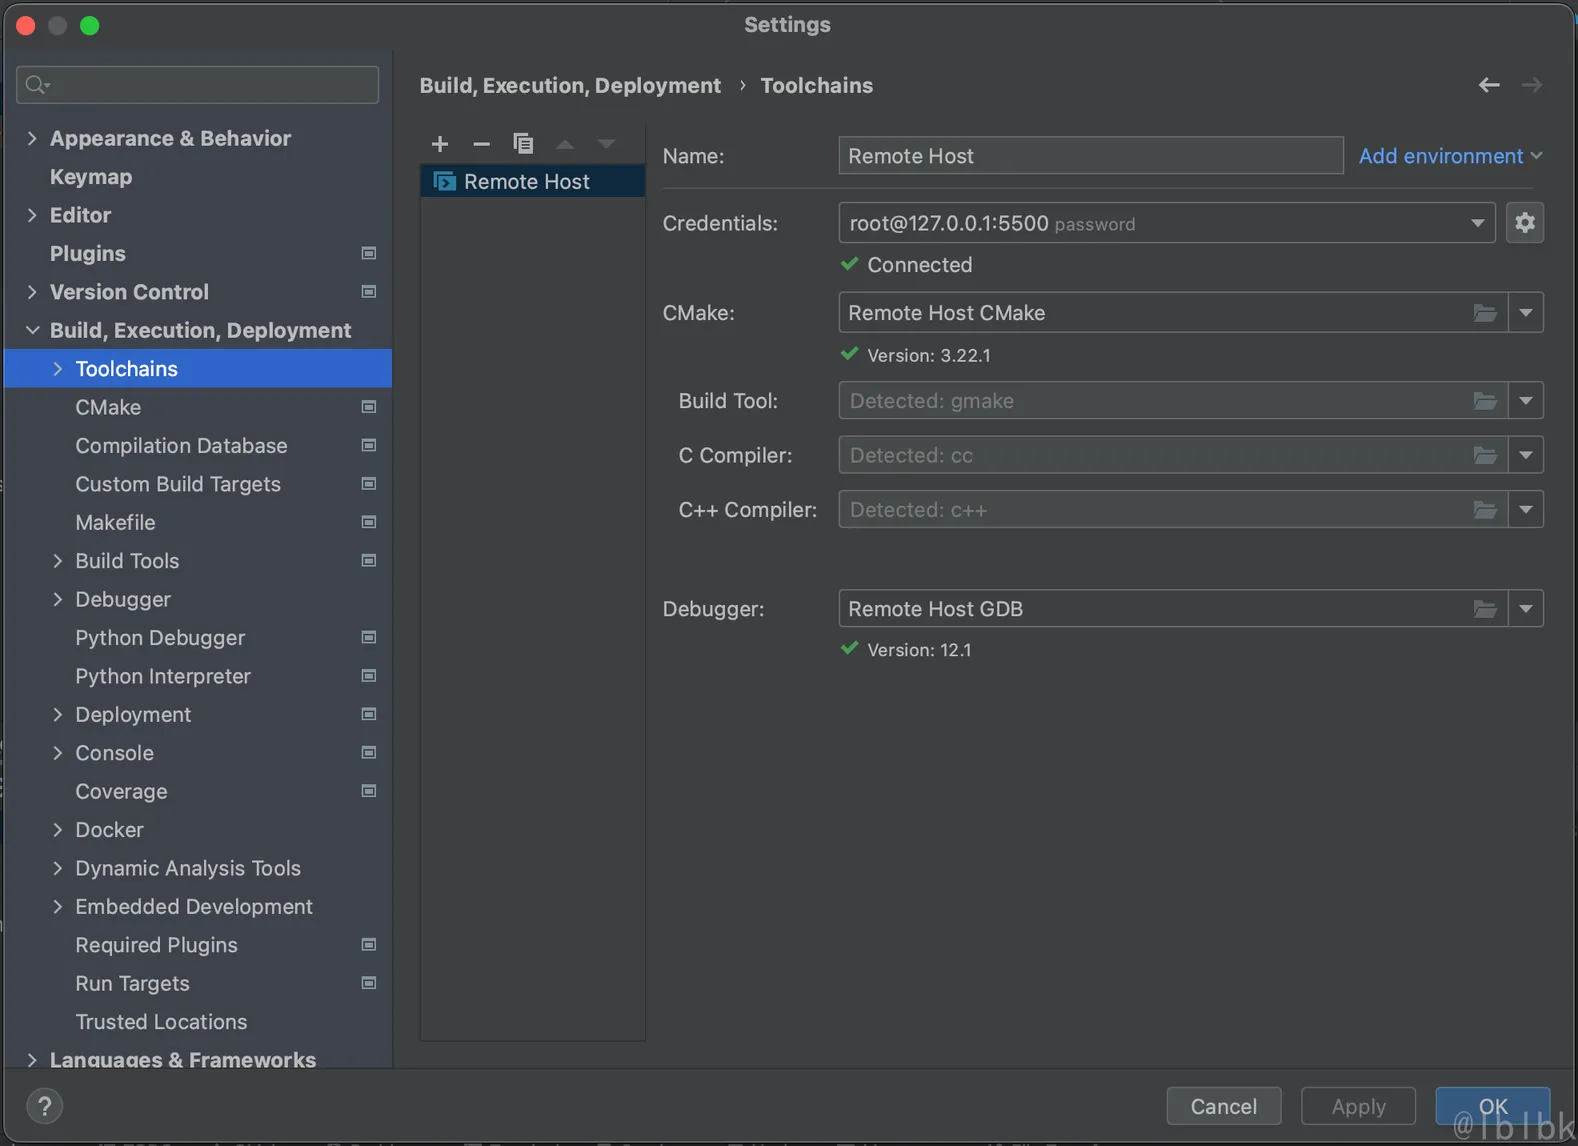 Settings
Build, Execution, Deployment › Toolchains
Appearance & Behavior
Keymap
Editor
Plugins
Version Control
Build, Execution, Deployment
Toolchains
CMake
Compilation Database
Custom Build Targets
Makefile
Build Tools
Debugger
Python Debugger
Python Interpreter
Deployment
Console
Coverage
Docker
Dynamic Analysis Tools
Embedded Development
Required Plugins
Run Targets
Trusted Locations
Languages & Frameworks
Remote Host
Name: Remote Host Add environment
Credentials: root@127.0.0.1:5500 password
Connected
CMake: Remote Host CMake
Version: 3.22.1
Build Tool: Detected: gmake
C Compiler: Detected: cc
C++ Compiler: Detected: c++
Debugger: Remote Host GDB
Version: 12.1
? Cancel Apply OK
@lblbk